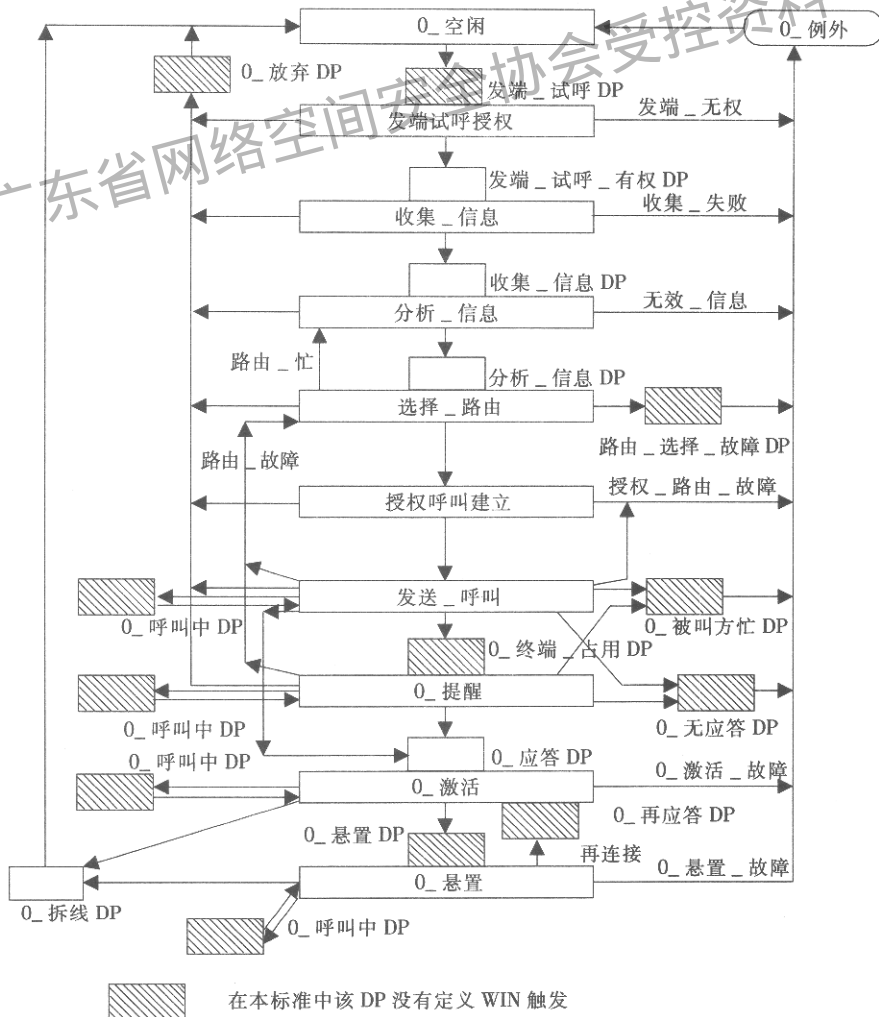 0_空闲
0_例外
0_放弃 DP
发端_试呼 DP
发端试呼授权
发端_无权
发端_试呼_有权 DP
收集_信息
收集_失败
收集_信息 DP
分析_信息
无效_信息
路由_忙
分析_信息 DP
选择_路由
路由_选择_故障 DP
路由_故障
授权呼叫建立
授权_路由_故障
发送_呼叫
0_呼叫中 DP
0_被叫方忙 DP
0_终端_占用 DP
0_提醒
0_呼叫中 DP
0_无应答 DP
0_呼叫中 DP
0_应答 DP
0_激活
0_激活_故障
0_再应答 DP
0_悬置 DP
再连接
0_悬置
0_悬置_故障
0_拆线 DP
0_呼叫中 DP
在本标准中该 DP 没有定义 WIN 触发
广东省网络空间安全协会受控资料